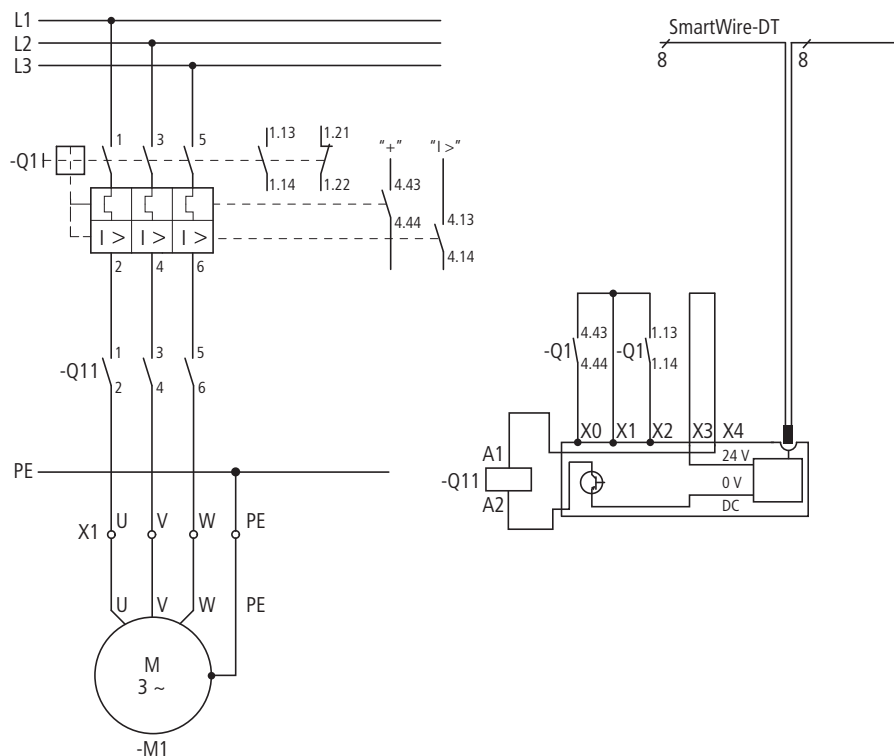 L1
L2
L3
-Q1
1 3 5
1.13 1.21
1.14 1.22
"+" "I >"
4.43
4.44
4.13
4.14
I > I > I >
2 4 6
-Q11
1 3 5
2 4 6
PE
X1
U V W PE
U V W PE
M
3 ~
-M1
SmartWire-DT
8 8
4.43 1.13
-Q1 -Q1
4.44 1.14
X0 X1 X2 X3 X4
A1
-Q11
A2
24 V
0 V
DC